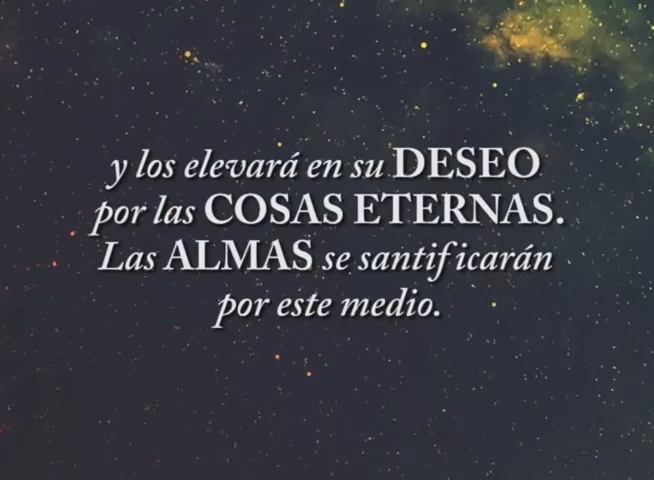 y los elevará en su DESEO
por las COSAS ETERNAS.
Las ALMAS se santificarán
por este medio.